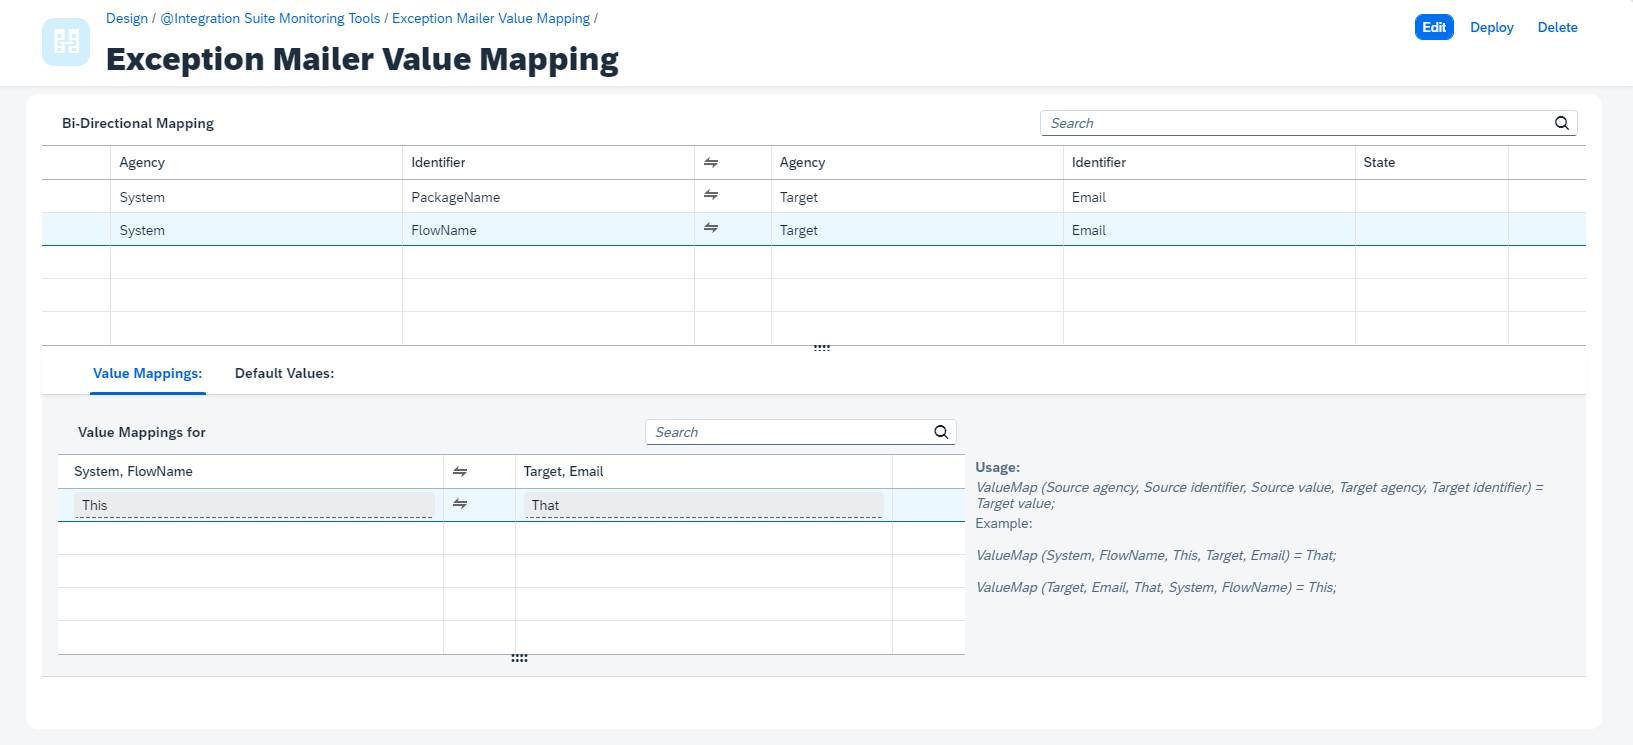 Design / @Integration Suite Monitoring Tools / Exception Mailer Value Mapping /
Edit Deploy Delete
Exception Mailer Value Mapping
Bi-Directional Mapping
Search
Agency Identifier ⇋ Agency Identifier State
System PackageName ⇋ Target Email
System FlowName ⇋ Target Email
Value Mappings: Default Values:
Value Mappings for
Search
System, FlowName ⇋ Target, Email
This ⇋ That
Usage:
ValueMap (Source agency, Source identifier, Source value, Target agency, Target identifier) =
Target value;
Example:
ValueMap (System, FlowName, This, Target, Email) = That;
ValueMap (Target, Email, That, System, FlowName) = This;